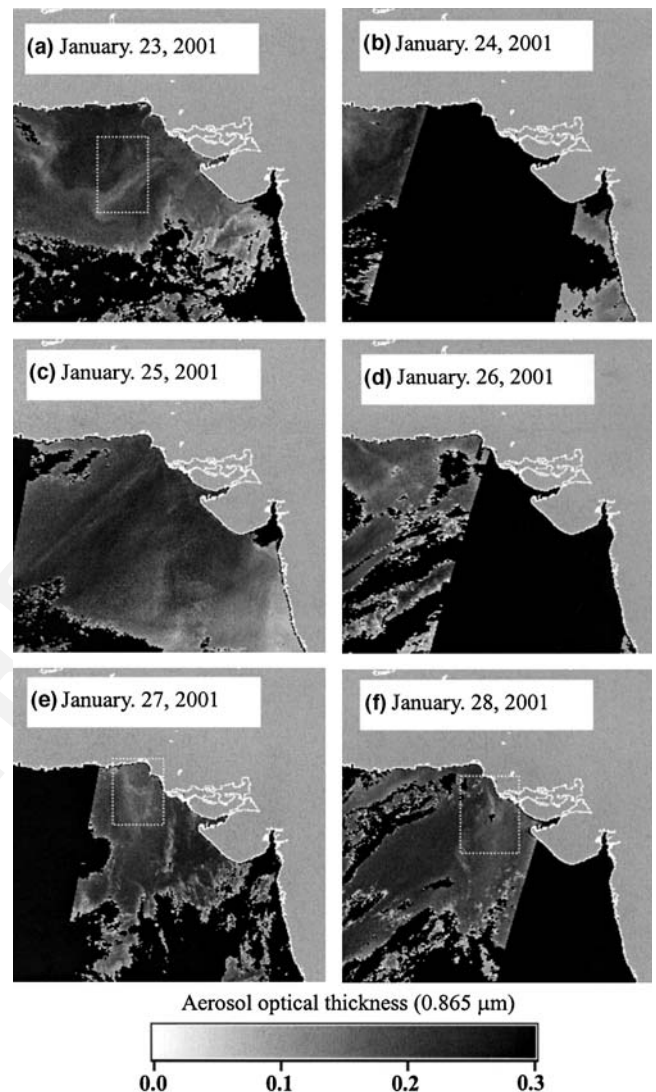 (a) January. 23, 2001
(b) January. 24, 2001
(c) January. 25, 2001
(d) January. 26, 2001
(e) January. 27, 2001
(f) January. 28, 2001
Aerosol optical thickness (0.865 µm)
0.0 0.1 0.2 0.3